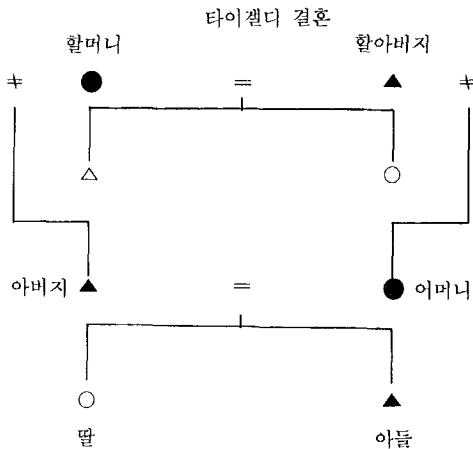 타이갤디 결혼
할머니 할아버지
≠ = ≠
아버지 = 어머니
딸 아들